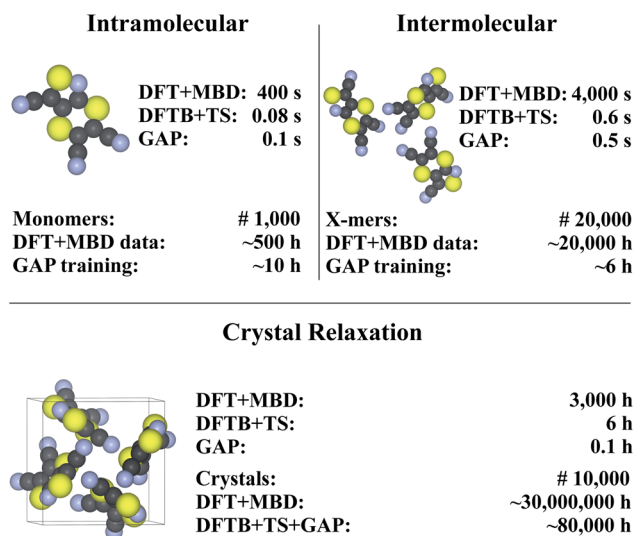 Intramolecular
DFT+MBD: 400 s
DFTB+TS: 0.08 s
GAP: 0.1 s
Monomers: # 1,000
DFT+MBD data: ~500 h
GAP training: ~10 h
Intermolecular
DFT+MBD: 4,000 s
DFTB+TS: 0.6 s
GAP: 0.5 s
X-mers: # 20,000
DFT+MBD data: ~20,000 h
GAP training: ~6 h
Crystal Relaxation
DFT+MBD: 3,000 h
DFTB+TS: 6 h
GAP: 0.1 h
Crystals: # 10,000
DFT+MBD: ~30,000,000 h
DFTB+TS+GAP: ~80,000 h